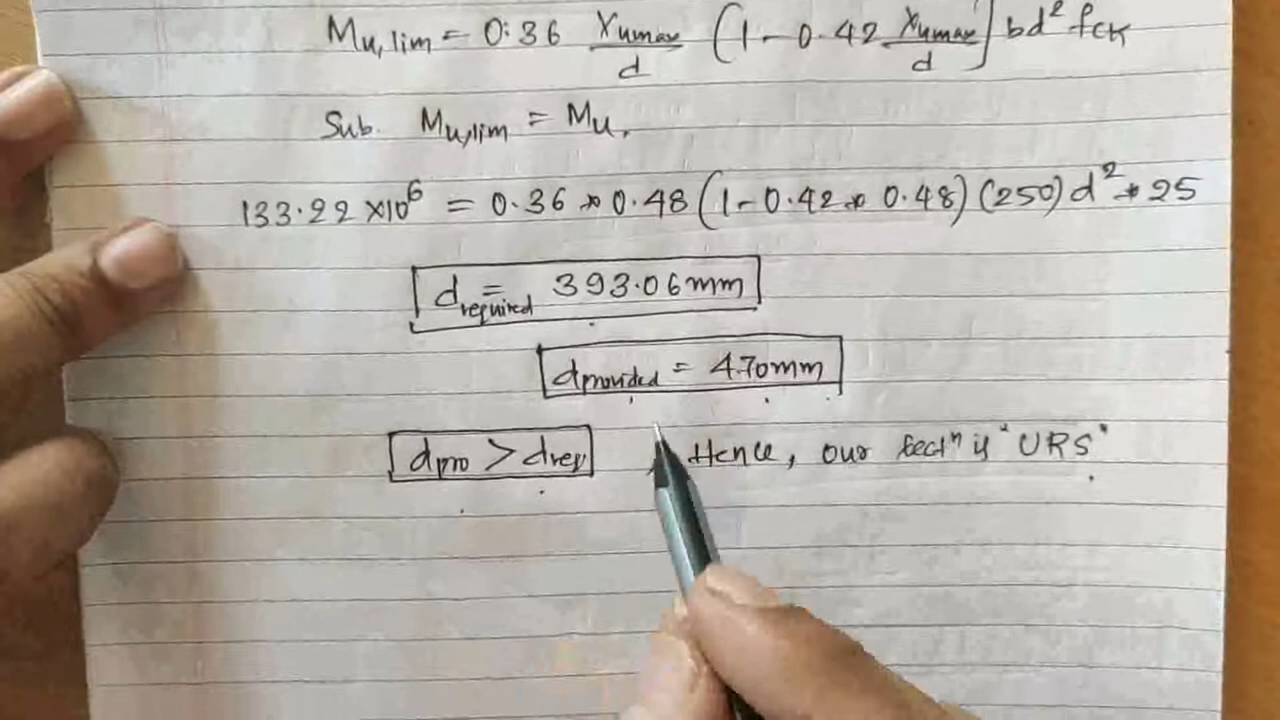 Mu,lim = 0.36 xumax/d (1 - 0.42 xumax/d) bd² fck
Sub. Mu,lim = Mu.
133.22 ×10⁶ = 0.36 * 0.48 (1 - 0.42 * 0.48) (250) d² * 25
drequired = 393.06mm
dprovided = 470mm
dpro > dreq Hence, our sectⁿ is "URS"